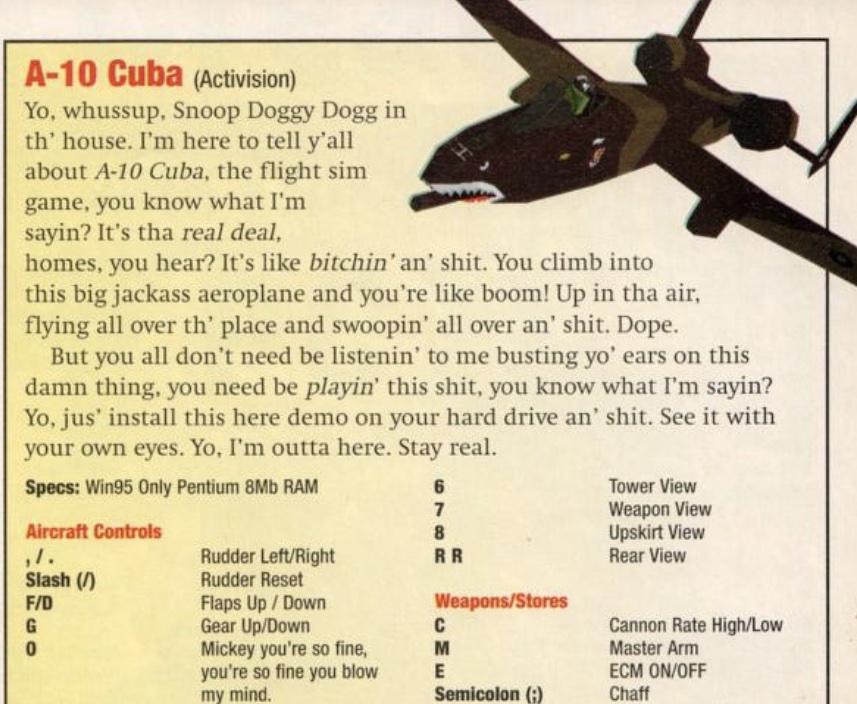 A-10 Cuba (Activision)
Yo, whussup, Snoop Doggy Dogg in
th' house. I'm here to tell y'all
about A-10 Cuba, the flight sim
game, you know what I'm
sayin? It's tha real deal,
homes, you hear? It's like bitchin' an' shit. You climb into
this big jackass aeroplane and you're like boom! Up in tha air,
flying all over th' place and swoopin' all over an' shit. Dope.
But you all don't need be listenin' to me busting yo' ears on this
damn thing, you need be playin' this shit, you know what I'm sayin?
Yo, jus' install this here demo on your hard drive an' shit. See it with
your own eyes. Yo, I'm outta here. Stay real.
Specs: Win95 Only Pentium 8Mb RAM
Aircraft Controls
, / . Rudder Left/Right
Slash (/) Rudder Reset
F/D Flaps Up / Down
G Gear Up/Down
0 Mickey you're so fine,
you're so fine you blow
my mind.
6 Tower View
7 Weapon View
8 Upskirt View
R R Rear View
Weapons/Stores
C Cannon Rate High/Low
M Master Arm
E ECM ON/OFF
Semicolon (;) Chaff